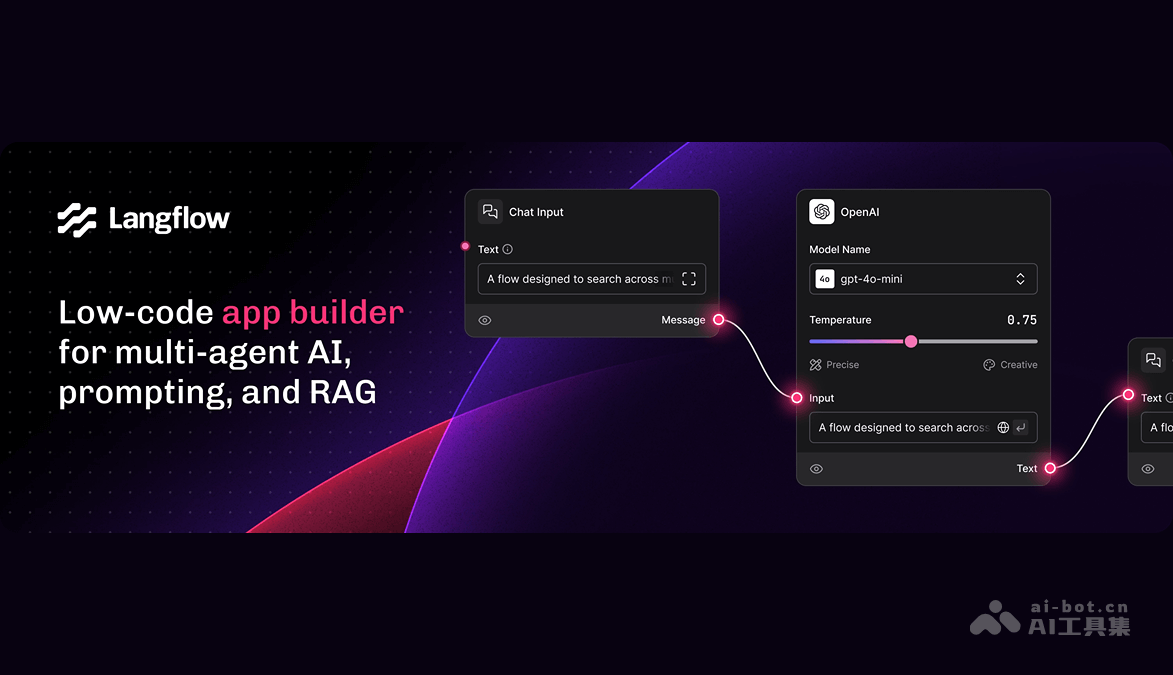 Langflow
Low-code app builder
for multi-agent AI,
prompting, and RAG
Chat Input
Text
A flow designed to search across
Message
OpenAI
Model Name
4o gpt-4o-mini
Temperature 0.75
Precise Creative
Input
A flow designed to search across
Text
Text
A flo
ai-bot.cn
AI工具集